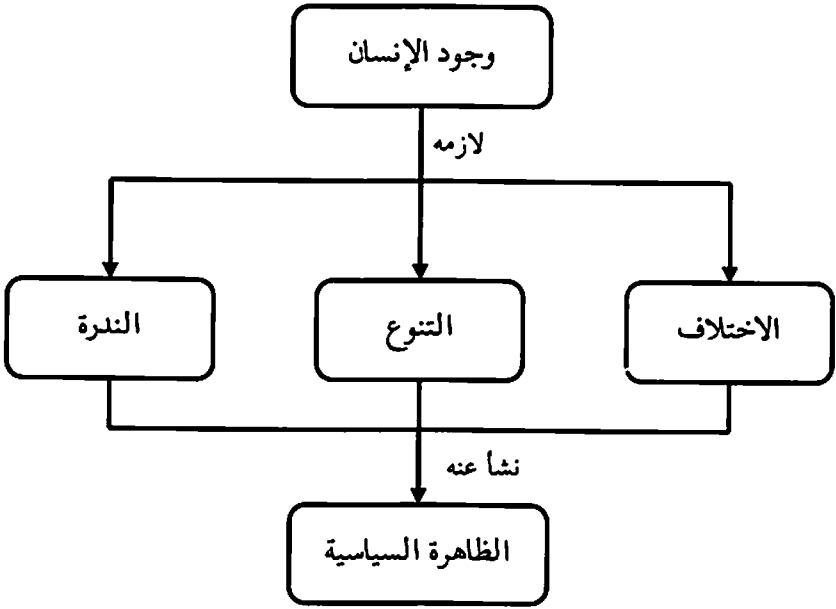 وجود الإنسان
لازمه
الاختلاف
التنوع
الندرة
نشأ عنه
الظاهرة السياسية